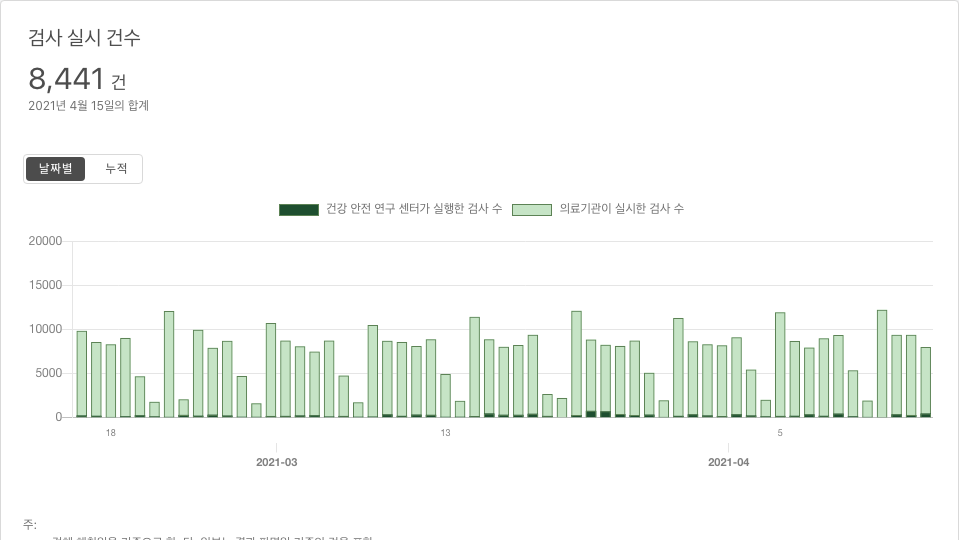 검사 실시 건수
8,441 건
2021년 4월 15일의 합계
날짜별 누적
건강 안전 연구 센터가 실행한 검사 수 의료기관이 실시한 검사 수
20000
15000
10000
5000
0
18 13 5
2021-03 2021-04
주: